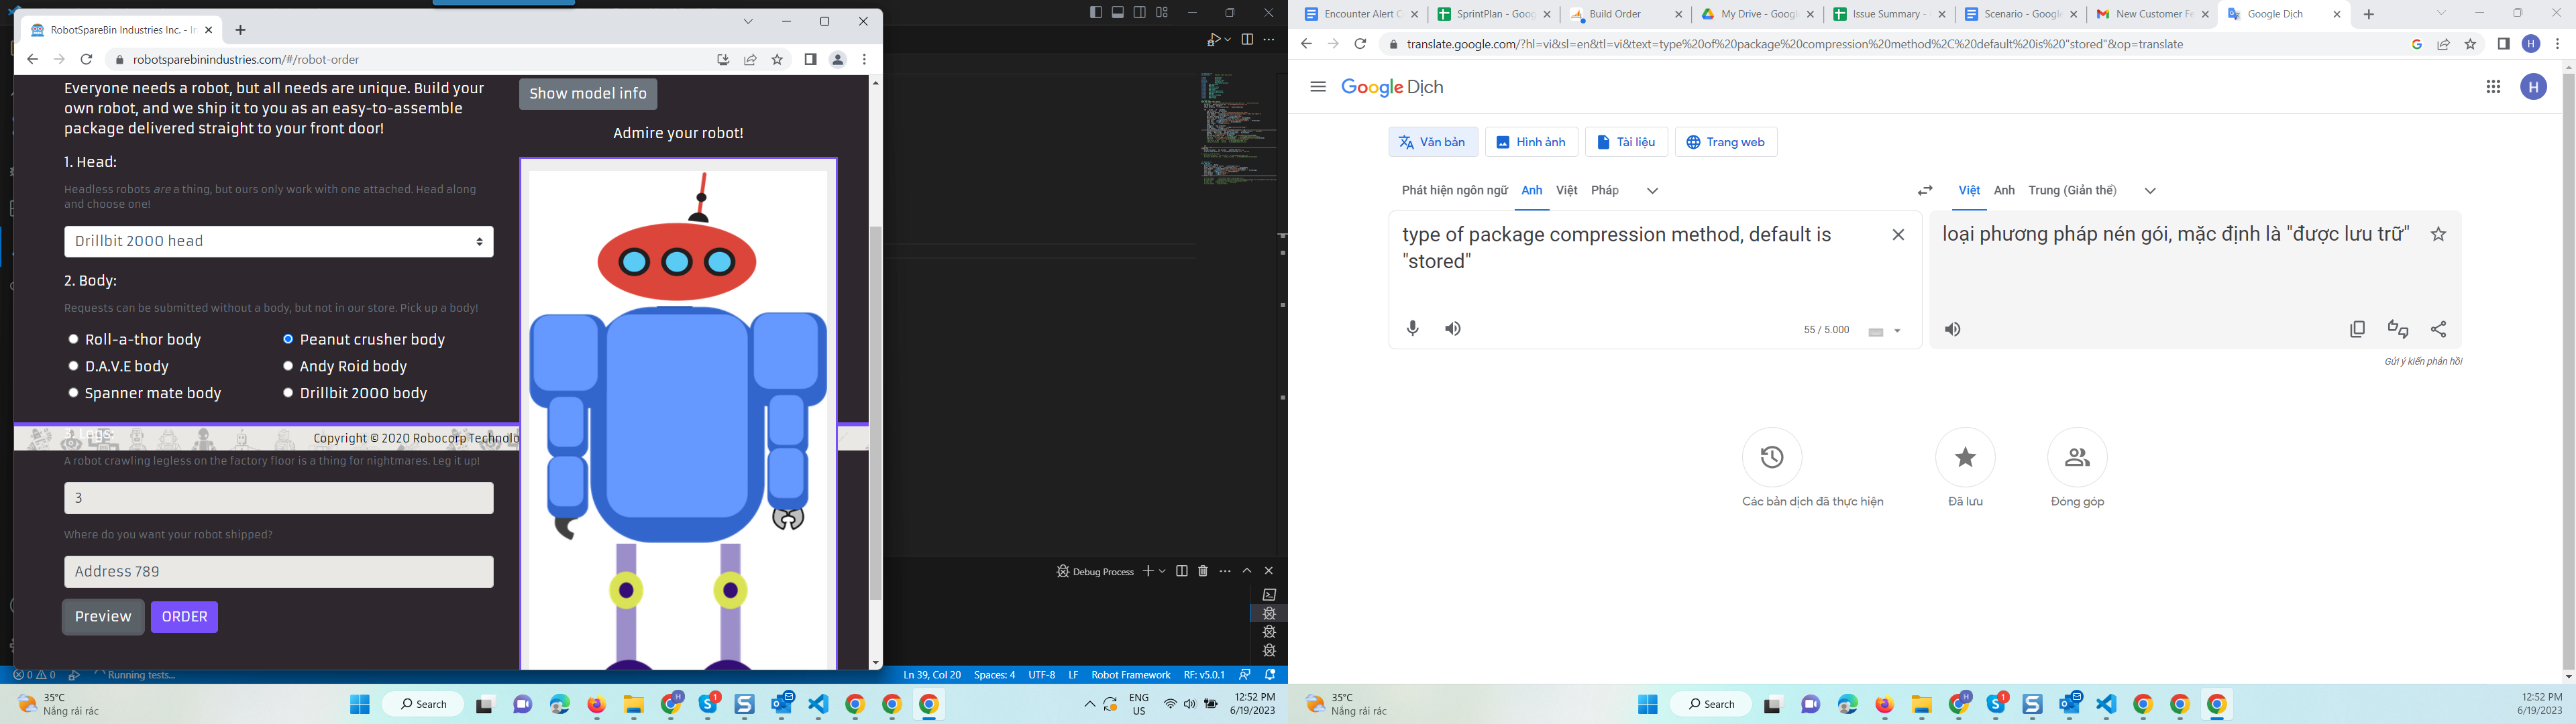 RobotSpareBin Industries Inc. - Ir
robotsparebinindustries.com/#/robot-order
Everyone needs a robot, but all needs are unique. Build your
own robot, and we ship it to you as an easy-to-assemble
package delivered straight to your front door!
1. Head:
Headless robots are a thing, but ours only work with one attached. Head along
and choose one!
Drillbit 2000 head
2. Body:
Requests can be submitted without a body, but not in our store. Pick up a body!
Roll-a-thor body
Peanut crusher body
D.A.V.E body
Andy Roid body
Spanner mate body
Drillbit 2000 body
3. Legs:
Copyright © 2020 Robocorp Technolo
A robot crawling legless on the factory floor is a thing for nightmares. Leg it up!
3
Where do you want your robot shipped?
Address 789
Preview
ORDER
Show model info
Admire your robot!
Debug Process
0 0
Running tests...
Ln 39, Col 20
Spaces: 4
UTF-8
LF
Robot Framework
RF: v5.0.1
35°C
Nắng rải rác
Search
H
1
ENG
US
12:52 PM
6/19/2023
Encounter Alert C
SprintPlan - Goog
Build Order
My Drive - Google
Issue Summary -
Scenario - Google
New Customer Fe
Google Dịch
translate.google.com/?hl=vi&sl=en&tl=vi&text=type%20of%20package%20compression%20method%2C%20default%20is%20"stored"&op=translate
H
Google Dịch
H
Văn bản
Hình ảnh
Tài liệu
Trang web
Phát hiện ngôn ngữ
Anh
Việt
Pháp
Việt
Anh
Trung (Giản thể)
type of package compression method, default is
"stored"
55 / 5.000
loại phương pháp nén gói, mặc định là "được lưu trữ"
Gửi ý kiến phản hồi
Các bản dịch đã thực hiện
Đã lưu
Đóng góp
35°C
Nắng rải rác
Search
H
1
12:52 PM
6/19/2023